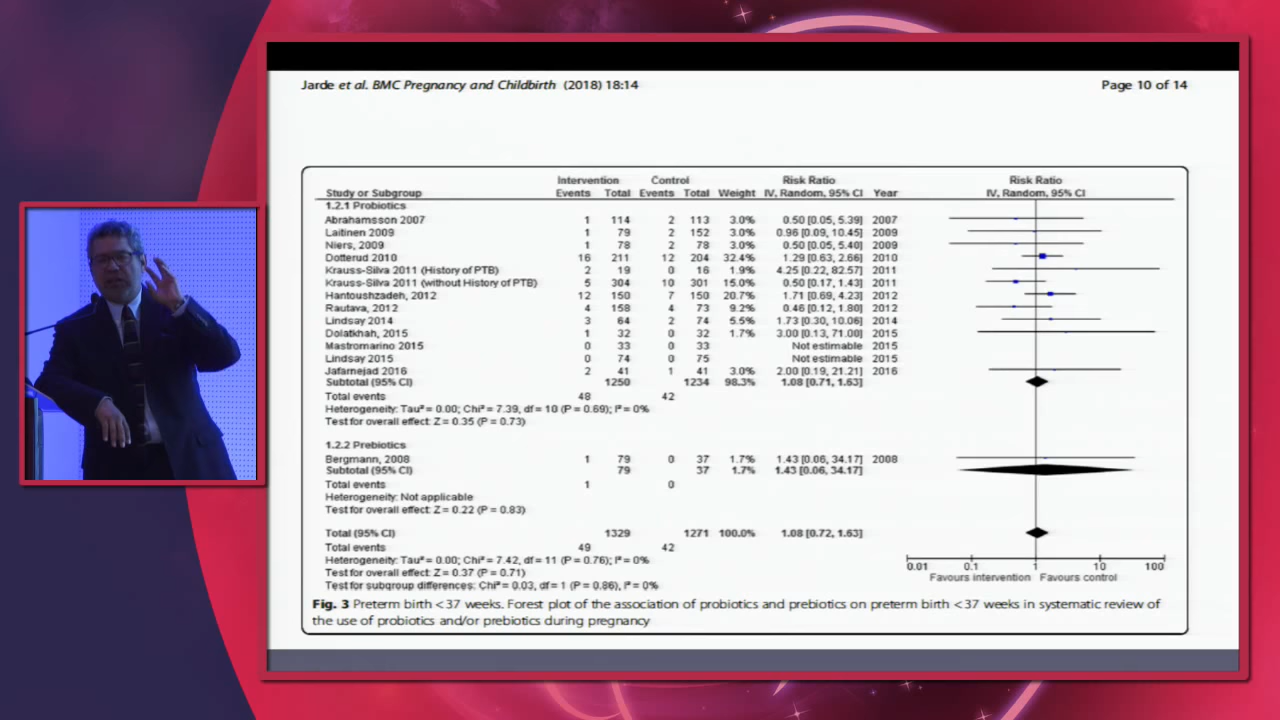 Jarde et al. BMC Pregnancy and Childbirth (2018) 18:14 Page 10 of 14
Intervention Control Risk Ratio Risk Ratio
Study or Subgroup Events Total Events Total Weight IV, Random, 95% CI Year IV, Random, 95% CI
1.2.1 Probiotics
Abrahamsson 2007 1 114 2 113 3.0% 0.50 [0.05, 5.39] 2007
Laitinen 2009 1 79 2 152 3.0% 0.96 [0.09, 10.45] 2009
Niers, 2009 1 78 2 78 3.0% 0.50 [0.05, 5.40] 2009
Dotterud 2010 16 211 12 204 32.4% 1.29 [0.63, 2.66] 2010
Krauss-Silva 2011 (History of PTB) 2 19 0 16 1.9% 4.25 [0.22, 82.57] 2011
Krauss-Silva 2011 (without History of PTB) 5 304 10 301 15.0% 0.50 [0.17, 1.43] 2011
Hantoushzadeh, 2012 12 150 7 150 20.7% 1.71 [0.69, 4.23] 2012
Rautava, 2012 4 158 4 73 9.2% 0.46 [0.12, 1.80] 2012
Lindsay 2014 3 64 2 74 5.5% 1.73 [0.30, 10.06] 2014
Dolatkhah, 2015 1 32 0 32 1.7% 3.00 [0.13, 71.00] 2015
Mastromarino 2015 0 33 0 33 Not estimable 2015
Lindsay 2015 0 74 0 75 Not estimable 2015
Jafarnejad 2016 2 41 1 41 3.0% 2.00 [0.19, 21.21] 2016
Subtotal (95% CI) 1250 1234 98.3% 1.08 [0.71, 1.63]
Total events 48 42
Heterogeneity: Tau² = 0.00; Chi² = 7.39, df = 10 (P = 0.69); I² = 0%
Test for overall effect: Z = 0.35 (P = 0.73)
1.2.2 Prebiotics
Bergmann, 2008 1 79 0 37 1.7% 1.43 [0.06, 34.17] 2008
Subtotal (95% CI) 79 37 1.7% 1.43 [0.06, 34.17]
Total events 1 0
Heterogeneity: Not applicable
Test for overall effect: Z = 0.22 (P = 0.83)
Total (95% CI) 1329 1271 100.0% 1.08 [0.72, 1.63]
Total events 49 42
Heterogeneity: Tau² = 0.00; Chi² = 7.42, df = 11 (P = 0.76); I² = 0%
Test for overall effect: Z = 0.37 (P = 0.71)
Test for subgroup differences: Chi² = 0.03, df = 1 (P = 0.86), I² = 0%
0.01 0.1 1 10 100
Favours intervention Favours control
Fig. 3 Preterm birth <37 weeks. Forest plot of the association of probiotics and prebiotics on preterm birth <37 weeks in systematic review of
the use of probiotics and/or prebiotics during pregnancy